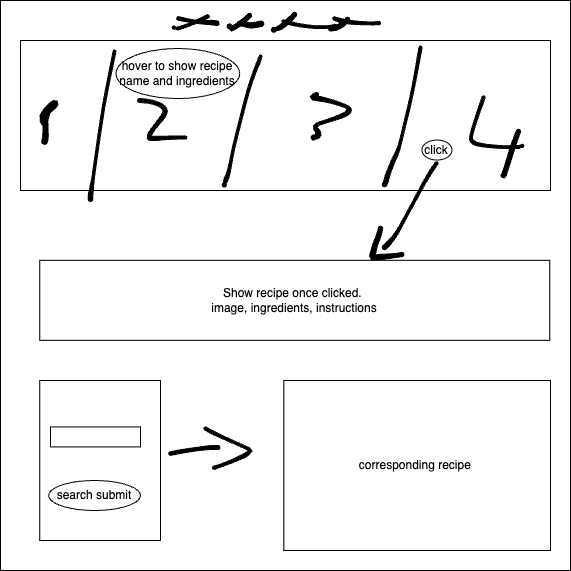 hover to show recipe
name and ingredients
1 2 3 4
click
Show recipe once clicked.
image, ingredients, instructions
search submit
corresponding recipe